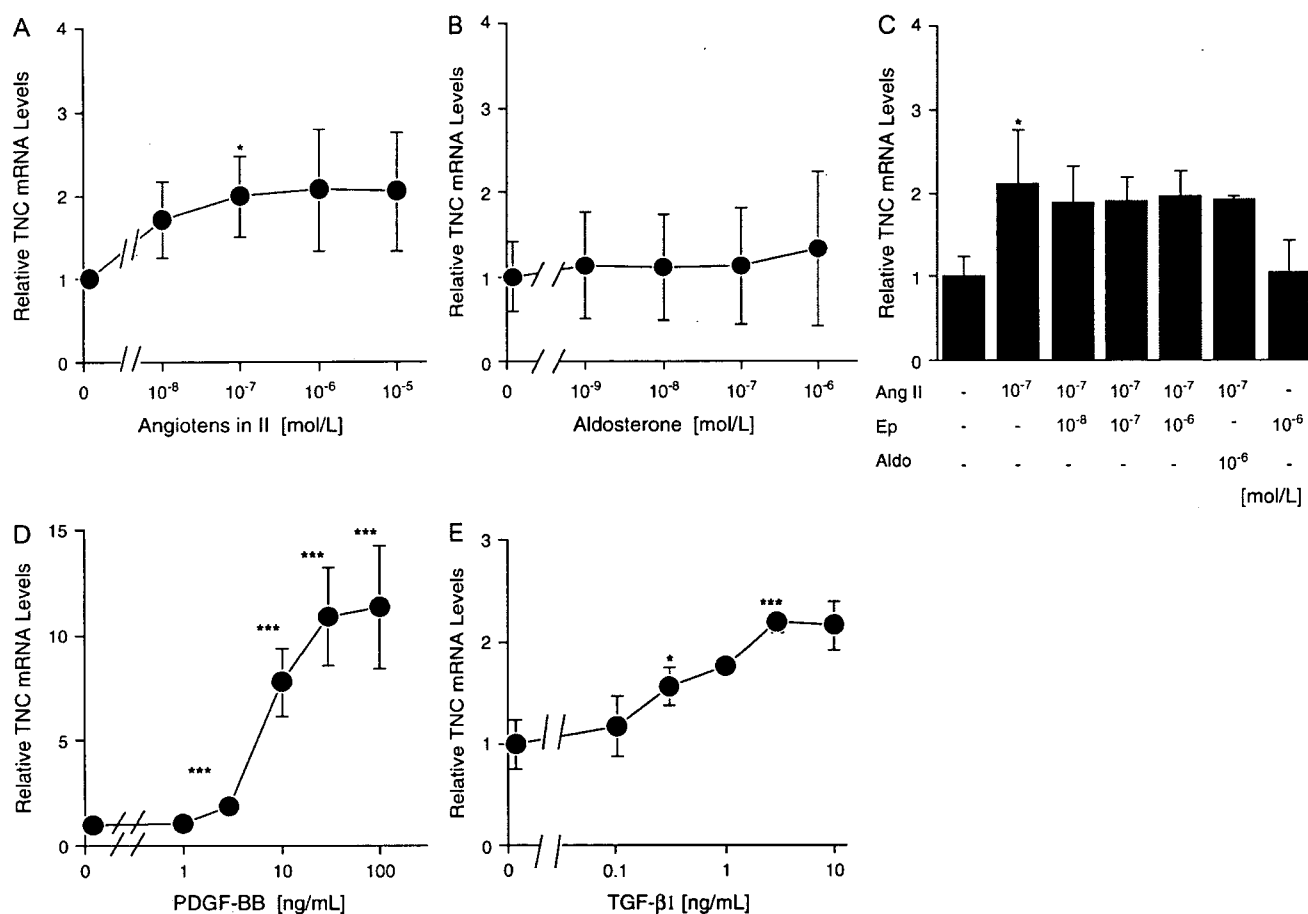 A
Relative TNC mRNA Levels
4
3
2
1
0
*
0 10-8 10-7 10-6 10-5
Angiotens in II [mol/L]
B
Relative TNC mRNA Levels
4
3
2
1
0
0 10-9 10-8 10-7 10-6
Aldosterone [mol/L]
C
Relative TNC mRNA Levels
4
3
2
1
0
*
Ang II - 10-7 10-7 10-7 10-7 10-7 -
Ep - - 10-8 10-7 10-6 - 10-6
Aldo - - - - - 10-6 -
[mol/L]
D
Relative TNC mRNA Levels
15
10
5
0
*** *** *** ***
0 1 10 100
PDGF-BB [ng/mL]
E
Relative TNC mRNA Levels
3
2
1
0
* ***
0 0.1 1 10
TGF-β1 [ng/mL]